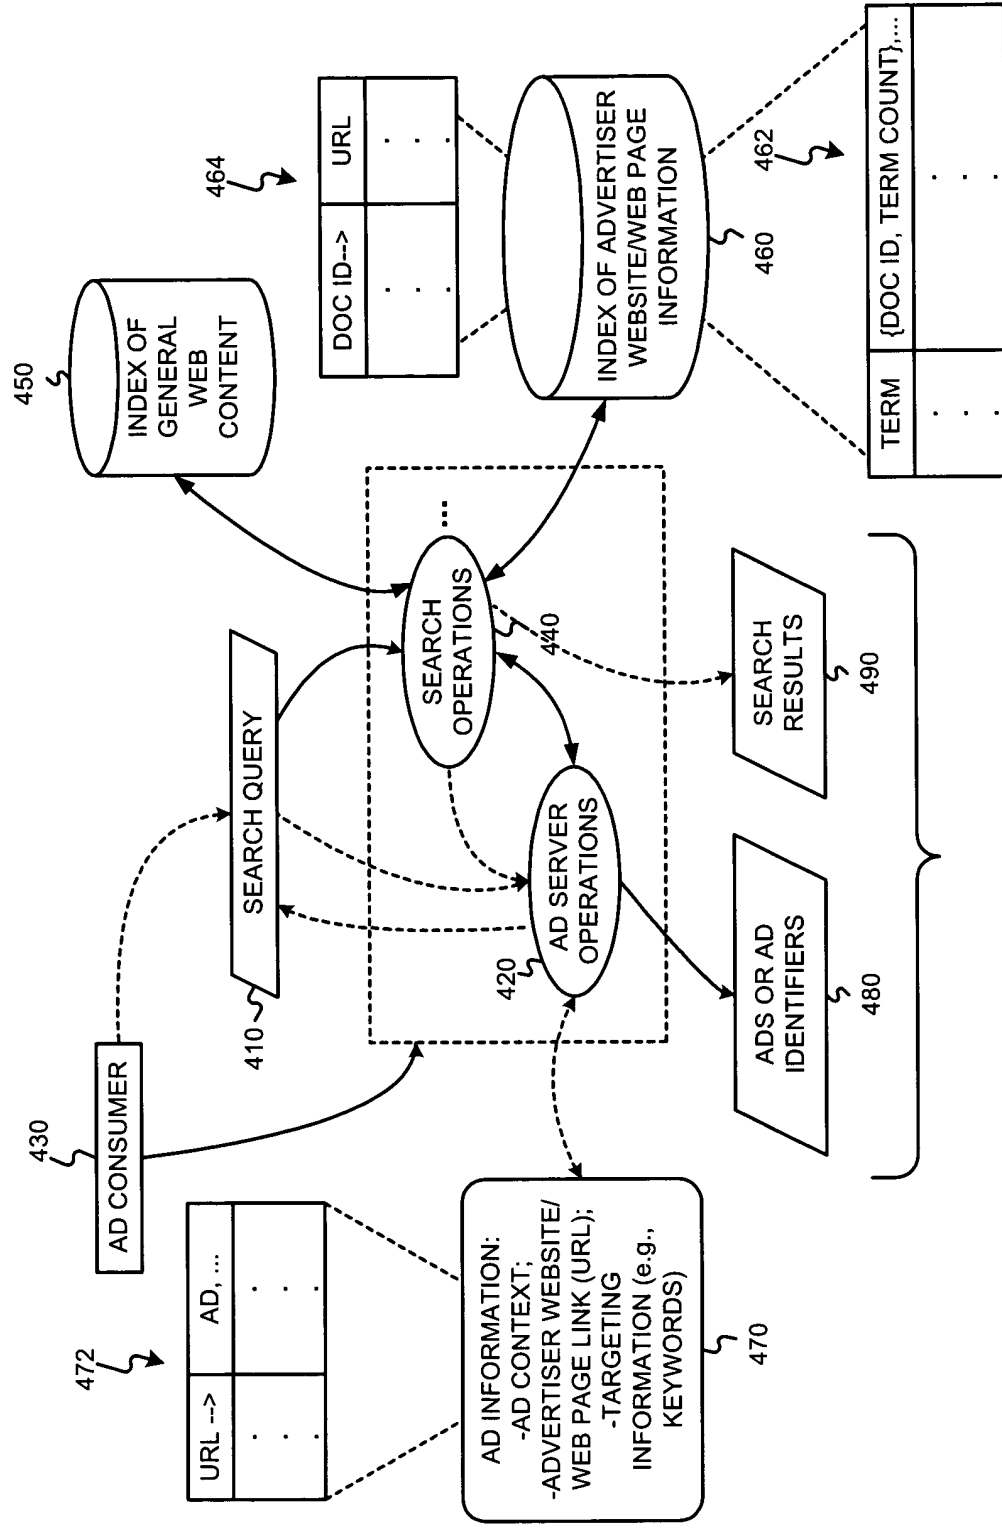 472
URL -->
AD, ...
. . .
. . .
430
AD CONSUMER
450
INDEX OF
GENERAL
WEB
CONTENT
464
DOC ID-->
URL
. . .
. . .
410
SEARCH QUERY
SEARCH
OPERATIONS
...
440
420
AD SERVER
OPERATIONS
INDEX OF ADVERTISER
WEBSITE/WEB PAGE
INFORMATION
460
AD INFORMATION:
-AD CONTEXT;
-ADVERTISER WEBSITE/
WEB PAGE LINK (URL);
-TARGETING
INFORMATION (e.g.,
KEYWORDS)
470
ADS OR AD
IDENTIFIERS
480
SEARCH
RESULTS
490
462
TERM
{DOC ID, TERM COUNT},...
. . .
. . .